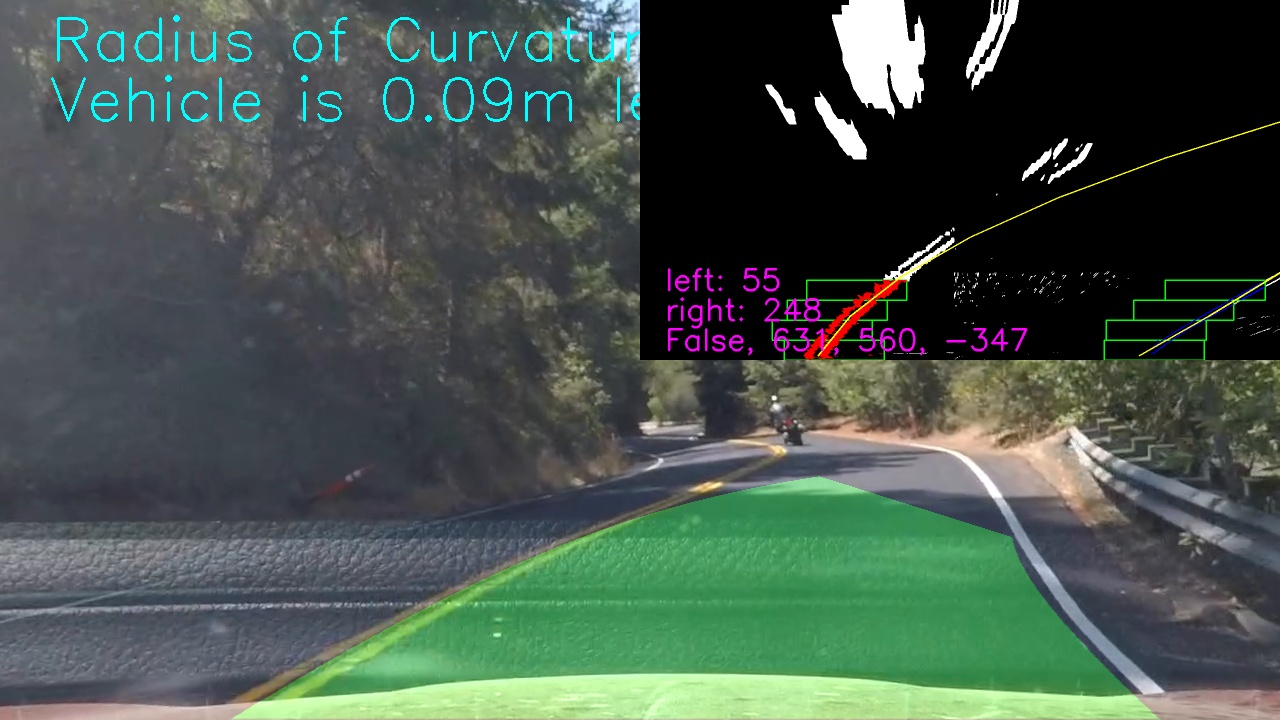 Radius of Curvatur
Vehicle is 0.09m le
left: 55
right: 248
False, 631, 560, -347